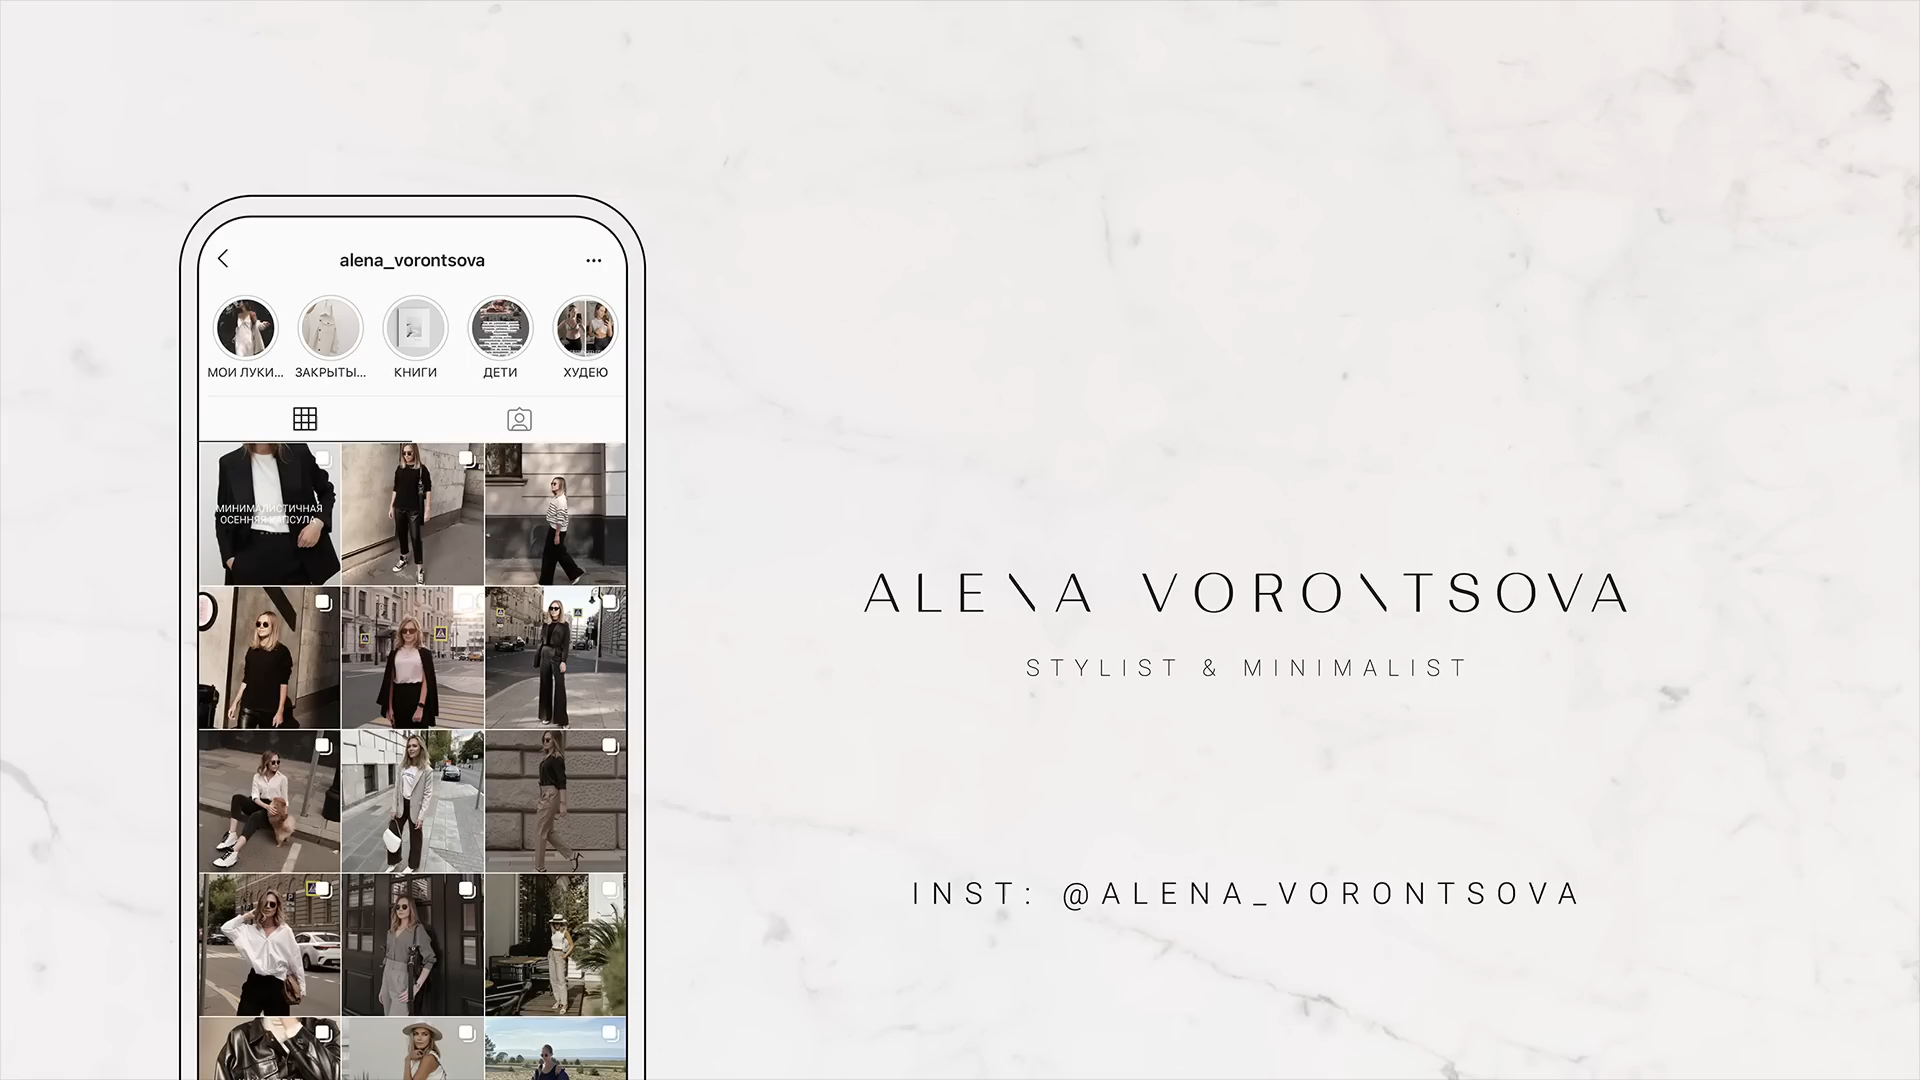 alena_vorontsova
МОИ ЛУКИ...
ЗАКРЫТЫ...
КНИГИ
ДЕТИ
ХУДЕЮ
МИНИМАЛИСТИЧНАЯ
ОСЕННЯЯ КАПСУЛА
ALENA VORONTSOVA
STYLIST & MINIMALIST
INST: @ALENA_VORONTSOVA